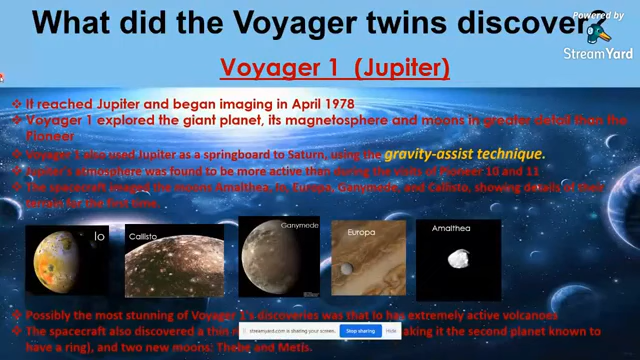 What did the Voyager twins discover?
Powered by
StreamYard
Voyager 1 (Jupiter)
It reached Jupiter and began imaging in April 1978
Voyager 1 explored the giant planet, its magnetosphere and moons in greater detail than the
Pioneer
Voyager 1 also used Jupiter as a springboard to Saturn, using the gravity-assist technique.
Jupiter's atmosphere was found to be more active than during the visits of Pioneer 10 and 11
The spacecraft imaged the moons Amalthea, Io, Europa, Ganymede, and Callisto, showing details of their
terrain for the first time.
Io
Callisto
Ganymede
Europa
Amalthea
Possibly the most stunning of Voyager 1's discoveries was that Io has extremely active volcanoes
The spacecraft also discovered a thin
streamyard.com is sharing your screen.
Stop sharing
Hide
making it the second planet known
to have a ring), and two new moons: Thebe and Metis.